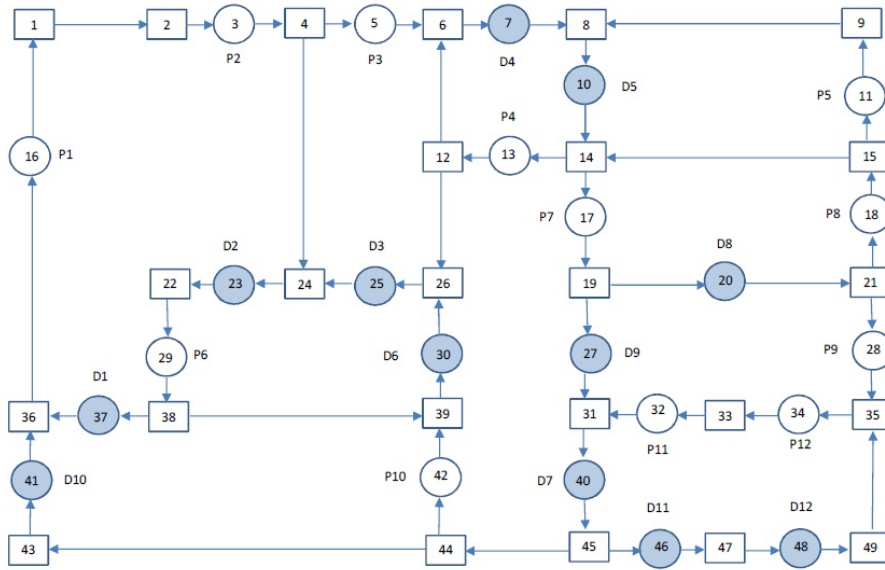 1 2 3 4 5 6 7 8 9
P2 P3 D4
10 D5 P5 11
P4
16 P1 12 13 14 15
P7 17 P8 18
D2 D3 D8
22 23 24 25 26 19 20 21
29 P6 D6 30 27 D9 P9 28
D1
36 37 38 39 31 32 33 34 35
P11 P12
41 D10 P10 42 D7 40
D11 D12
43 44 45 46 47 48 49